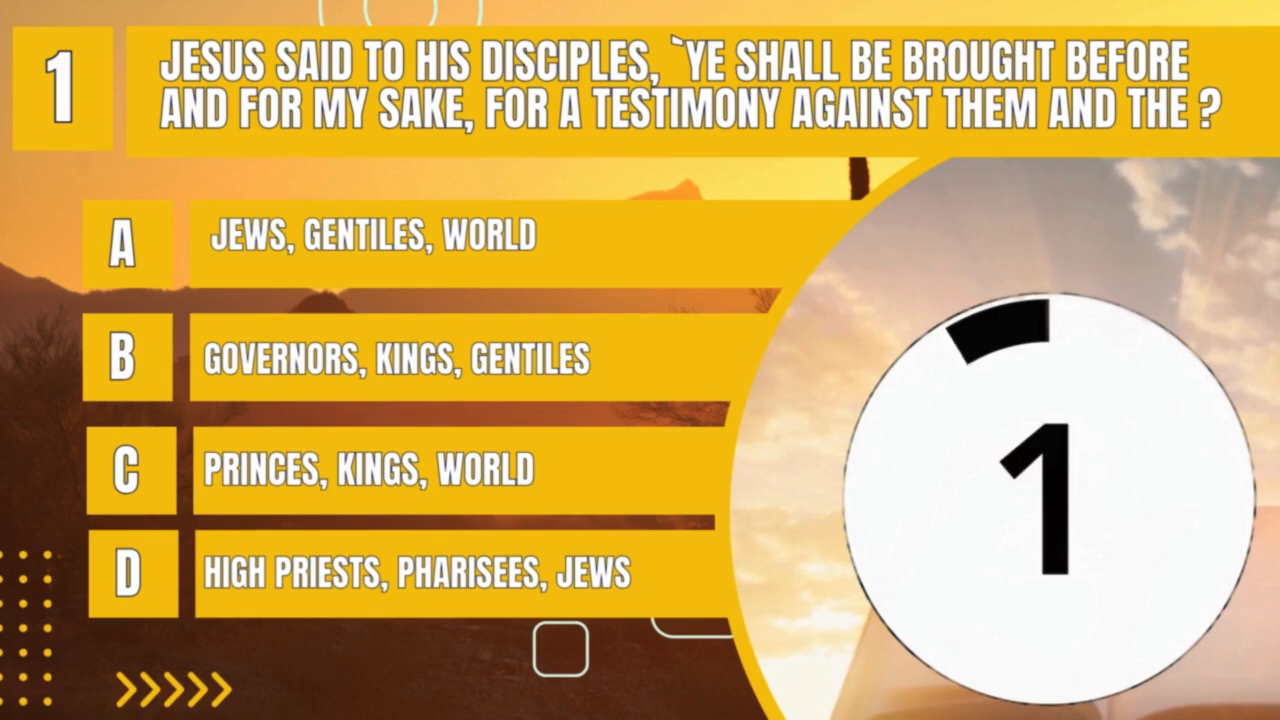 1
JESUS SAID TO HIS DISCIPLES, `YE SHALL BE BROUGHT BEFORE
AND FOR MY SAKE, FOR A TESTIMONY AGAINST THEM AND THE ?
A
JEWS, GENTILES, WORLD
B
GOVERNORS, KINGS, GENTILES
C
PRINCES, KINGS, WORLD
D
HIGH PRIESTS, PHARISEES, JEWS
1